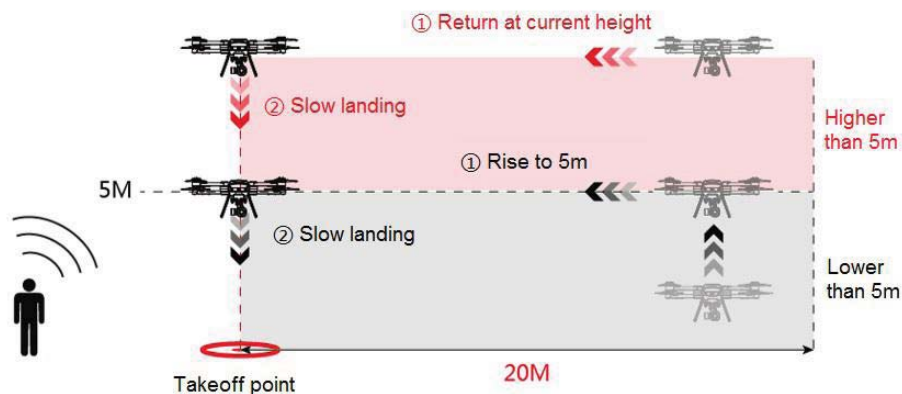 ① Return at current height
② Slow landing
Higher
than 5m
① Rise to 5m
5M
② Slow landing
Lower
than 5m
20M
Takeoff point